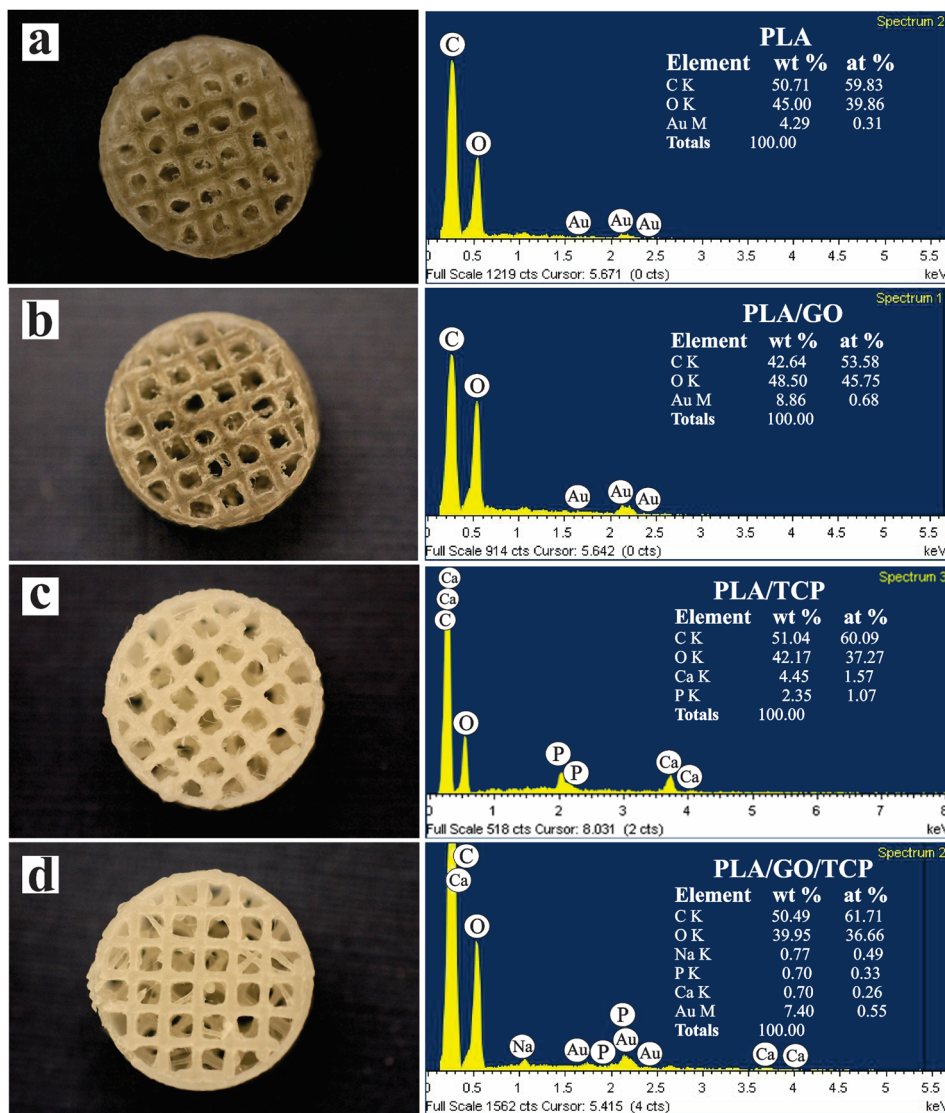 a
Spectrum 2
PLA
Element wt % at %
C K 50.71 59.83
O K 45.00 39.86
Au M 4.29 0.31
Totals 100.00
C
O
Au Au Au
0 0.5 1 1.5 2 2.5 3 3.5 4 4.5 5 5.5
Full Scale 1219 cts Cursor: 5.671 (0 cts) keV
b
Spectrum 1
PLA/GO
Element wt % at %
C K 42.64 53.58
O K 48.50 45.75
Au M 8.86 0.68
Totals 100.00
C
O
Au Au Au
0 0.5 1 1.5 2 2.5 3 3.5 4 4.5 5 5.5
Full Scale 914 cts Cursor: 5.642 (0 cts) keV
c
Spectrum 3
PLA/TCP
Element wt % at %
C K 51.04 60.09
O K 42.17 37.27
Ca K 4.45 1.57
P K 2.35 1.07
Totals 100.00
Ca
Ca
C
O
P P Ca Ca
0 1 2 3 4 5 6 7 8
Full Scale 518 cts Cursor: 8.031 (2 cts) keV
d
Spectrum 2
PLA/GO/TCP
Element wt % at %
C K 50.49 61.71
O K 39.95 36.66
Na K 0.77 0.49
P K 0.70 0.33
Ca K 0.70 0.26
Au M 7.40 0.55
Totals 100.00
C
Ca
O
P
Na Au P Au Au Ca Ca
0 0.5 1 1.5 2 2.5 3 3.5 4 4.5 5 5.5
Full Scale 1562 cts Cursor: 5.415 (4 cts) keV